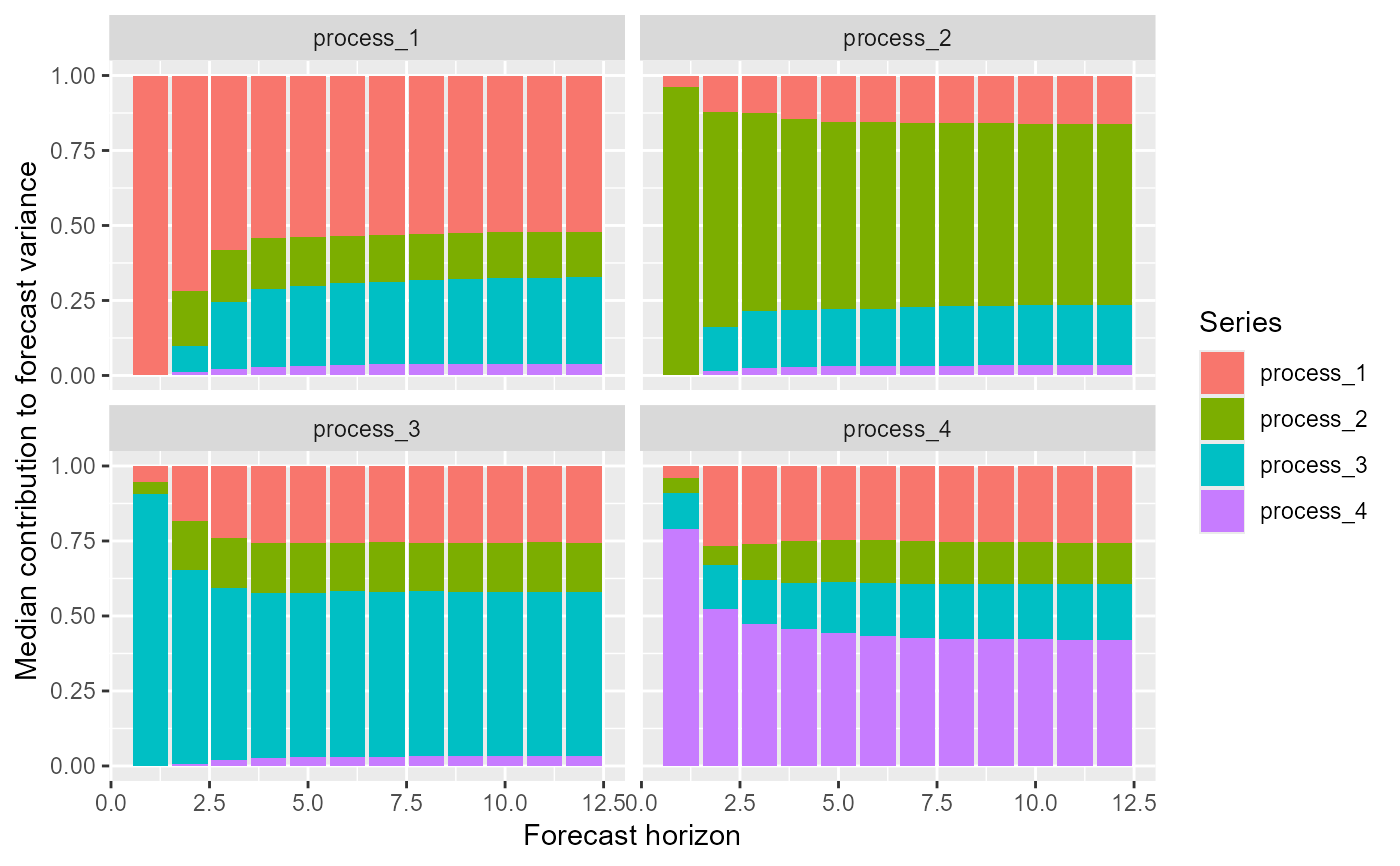 process_1
process_2
1.00
0.75
0.50
0.25
0.00
Median contribution to forecast variance
process_3
process_4
1.00
0.75
0.50
0.25
0.00
0.0 2.5 5.0 7.5 10.0 12.5
0.0 2.5 5.0 7.5 10.0 12.5
Forecast horizon
Series
process_1
process_2
process_3
process_4